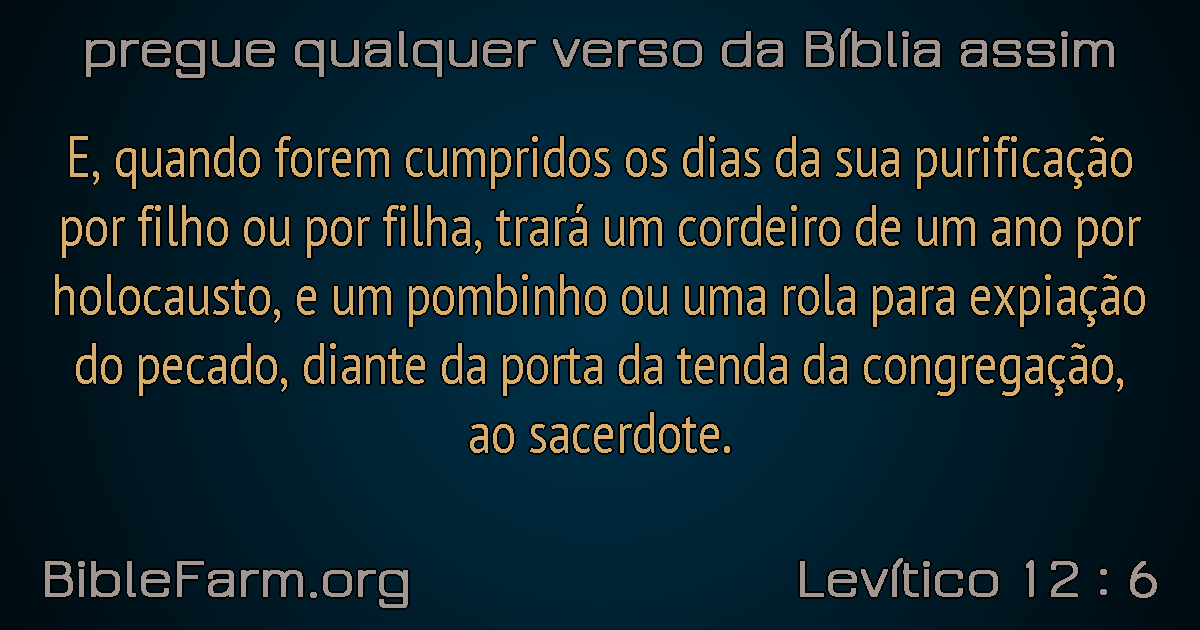 pregue qualquer verso da Bíblia assim
E, quando forem cumpridos os dias da sua purificação
por filho ou por filha, trará um cordeiro de um ano por
holocausto, e um pombinho ou uma rola para expiação
do pecado, diante da porta da tenda da congregação,
ao sacerdote.
BibleFarm.org
Levítico 12 : 6